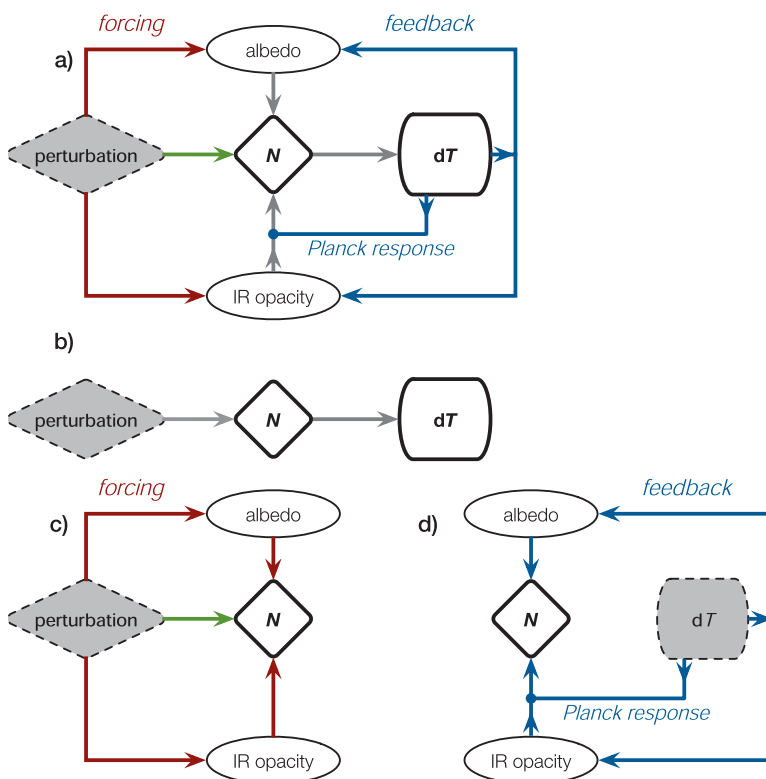 forcing
albedo
feedback
a)
perturbation
N
dT
Planck response
IR opacity
b)
perturbation
N
dT
forcing
feedback
c)
albedo
d)
albedo
perturbation
N
N
dT
Planck response
IR opacity
IR opacity